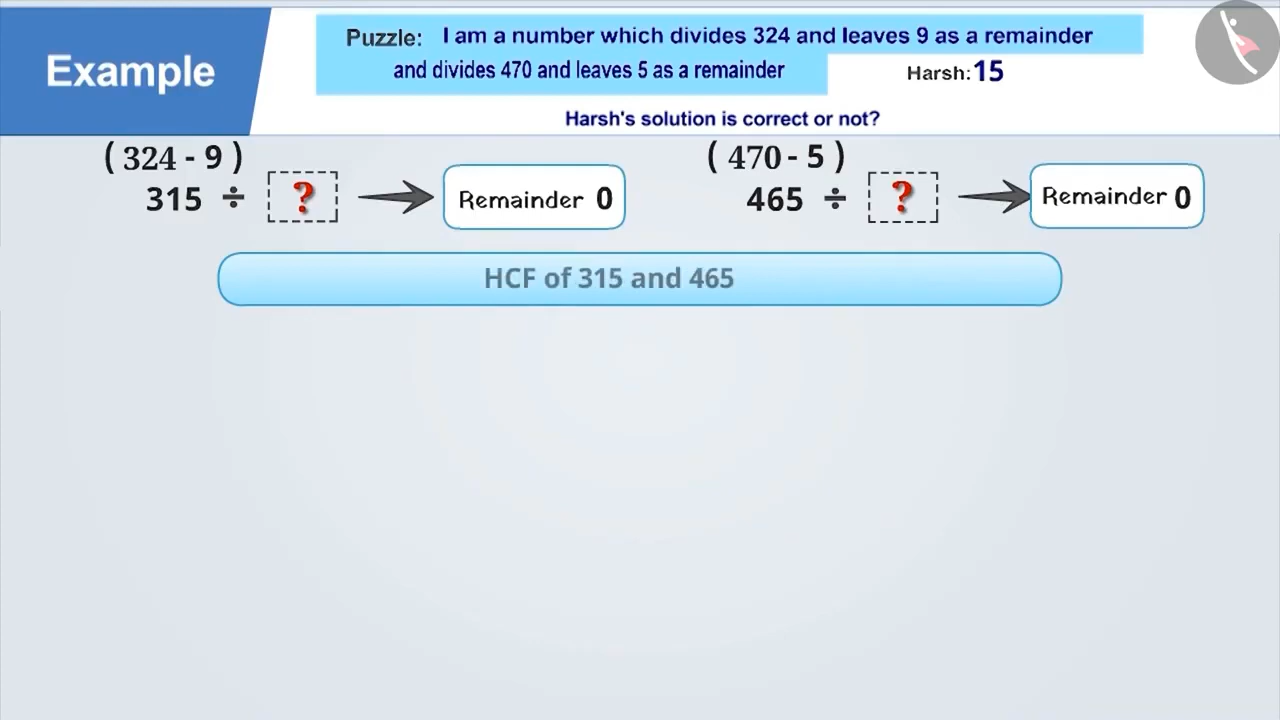 Example
Puzzle: I am a number which divides 324 and leaves 9 as a remainder
and divides 470 and leaves 5 as a remainder
Harsh: 15
Harsh's solution is correct or not?
( 324 - 9 )
315 ÷ ? → Remainder 0
( 470 - 5 )
465 ÷ ? → Remainder 0
HCF of 315 and 465